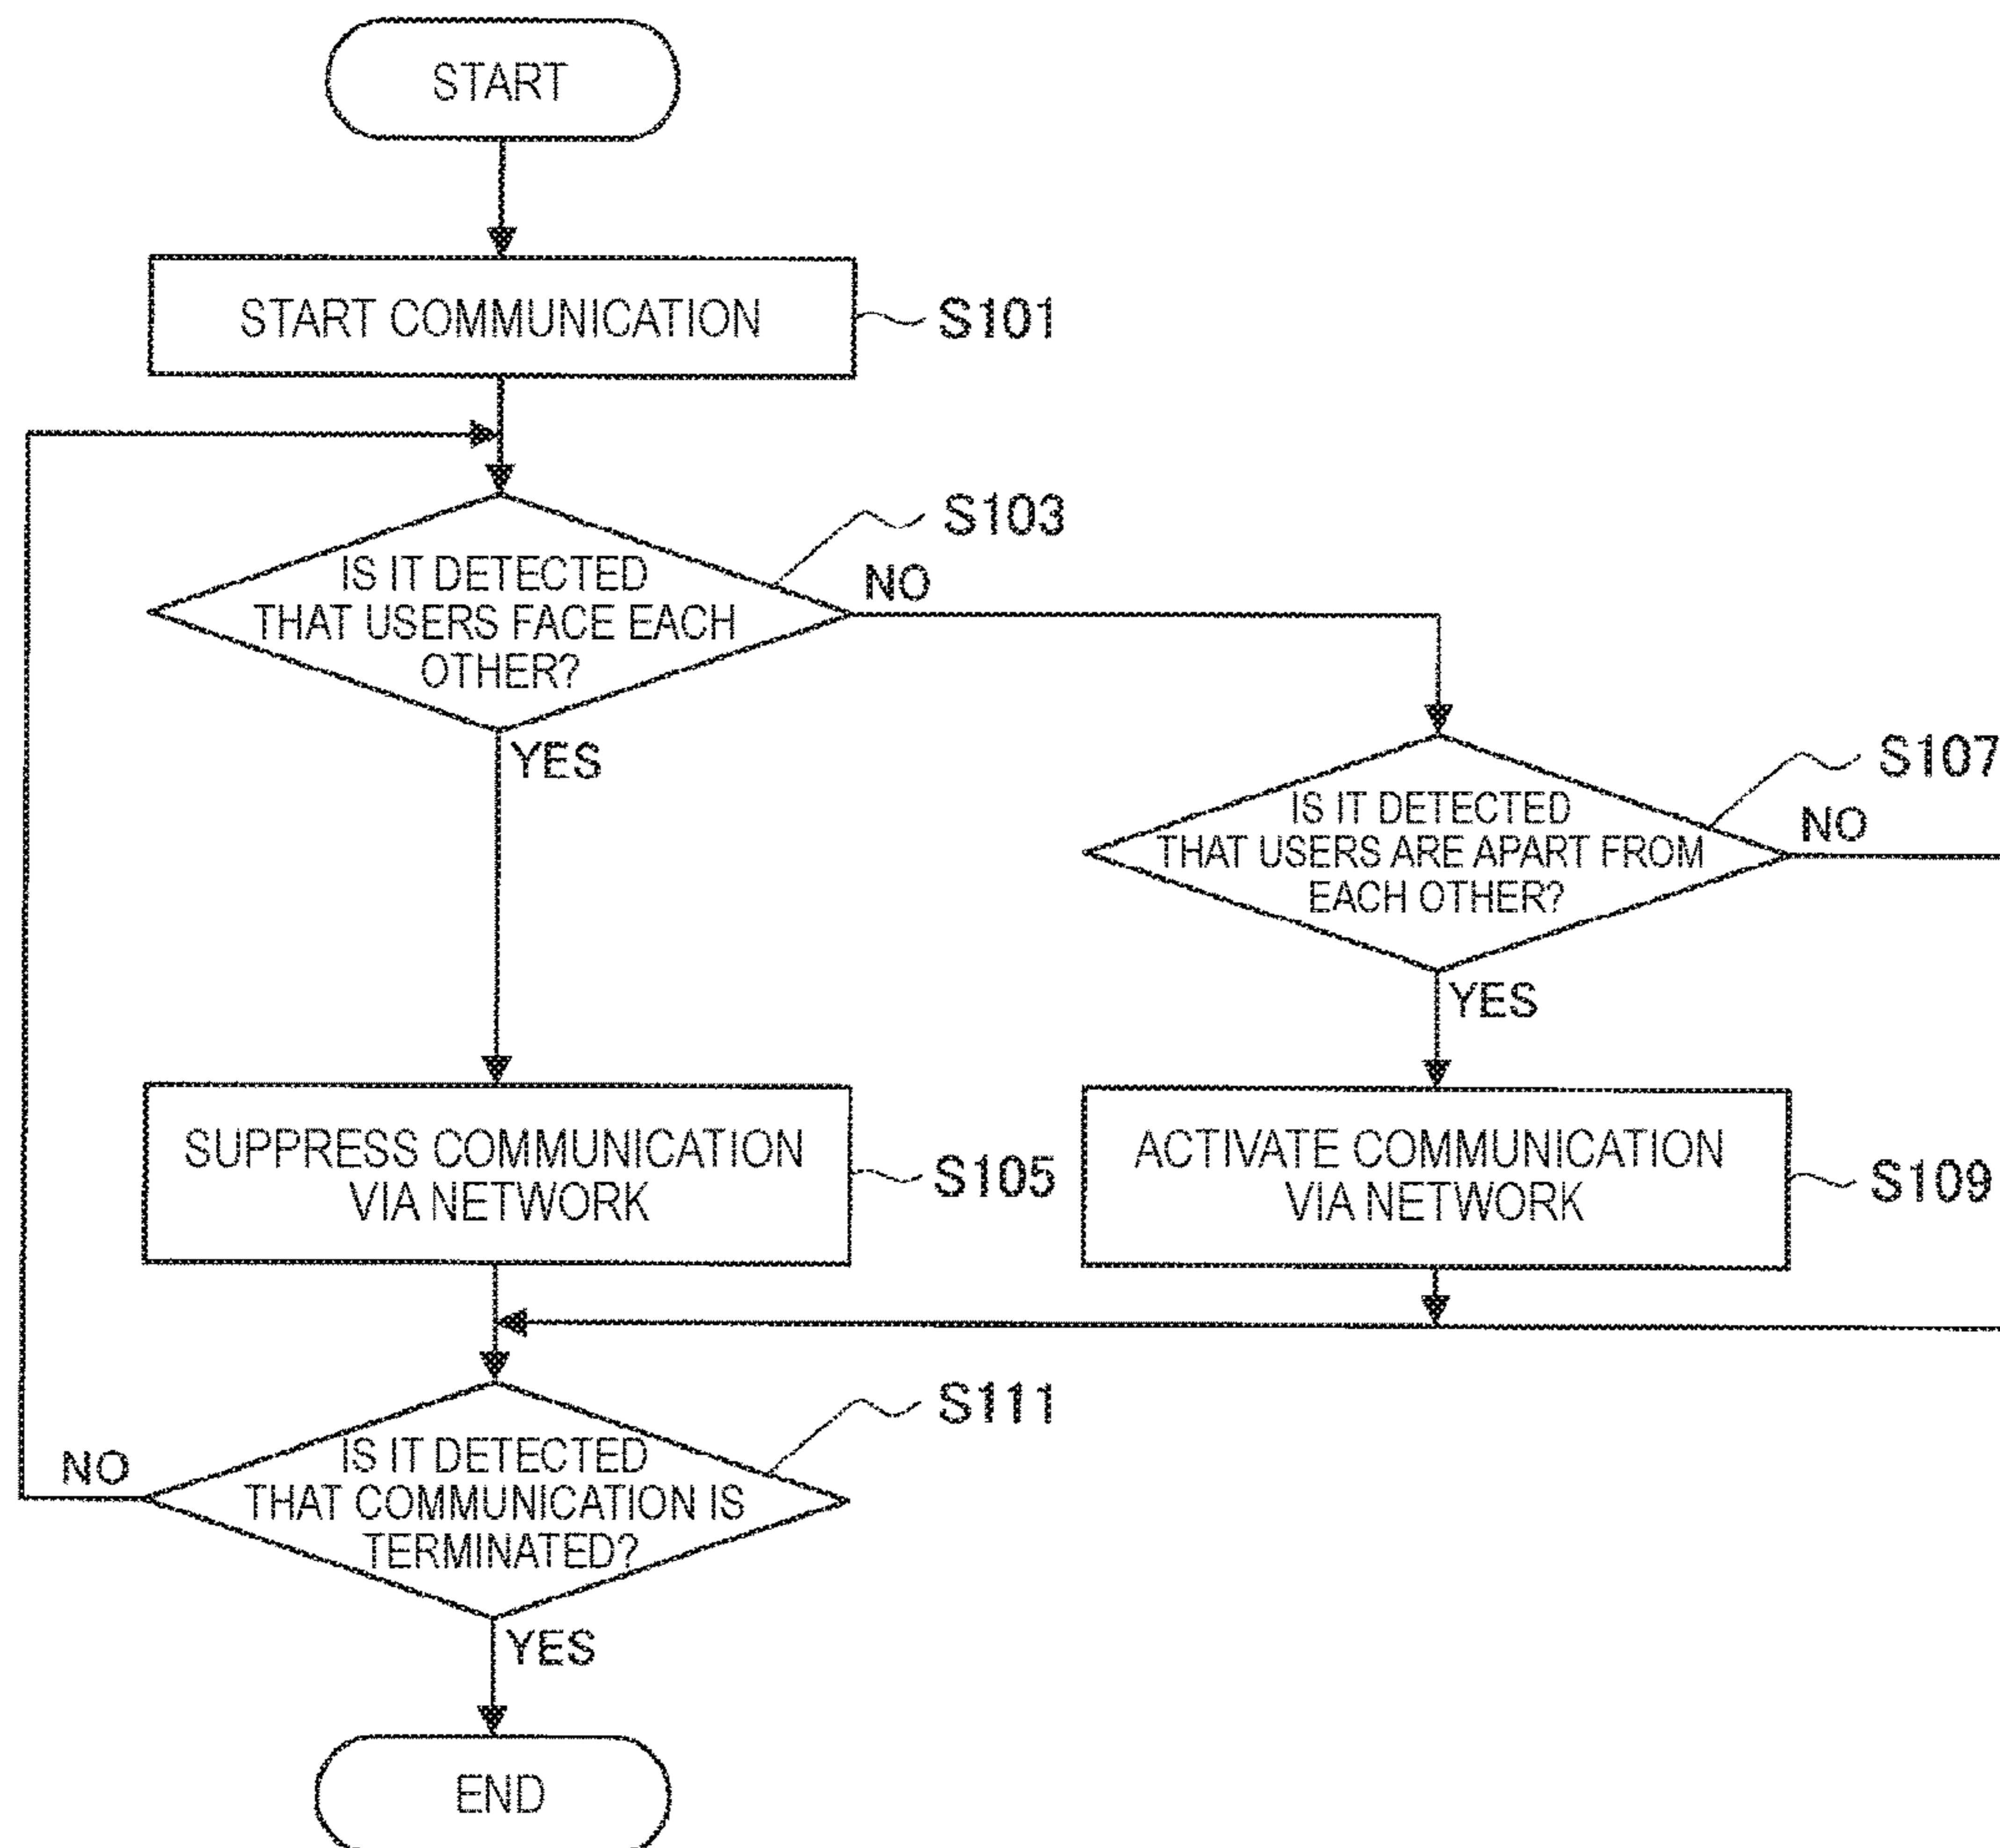 START
START COMMUNICATION
S101
S103
IS IT DETECTED
THAT USERS FACE EACH
OTHER?
NO
YES
S107
IS IT DETECTED
THAT USERS ARE APART FROM
EACH OTHER?
NO
YES
SUPPRESS COMMUNICATION
VIA NETWORK
S105
ACTIVATE COMMUNICATION
VIA NETWORK
S109
S111
IS IT DETECTED
THAT COMMUNICATION IS
TERMINATED?
NO
YES
END